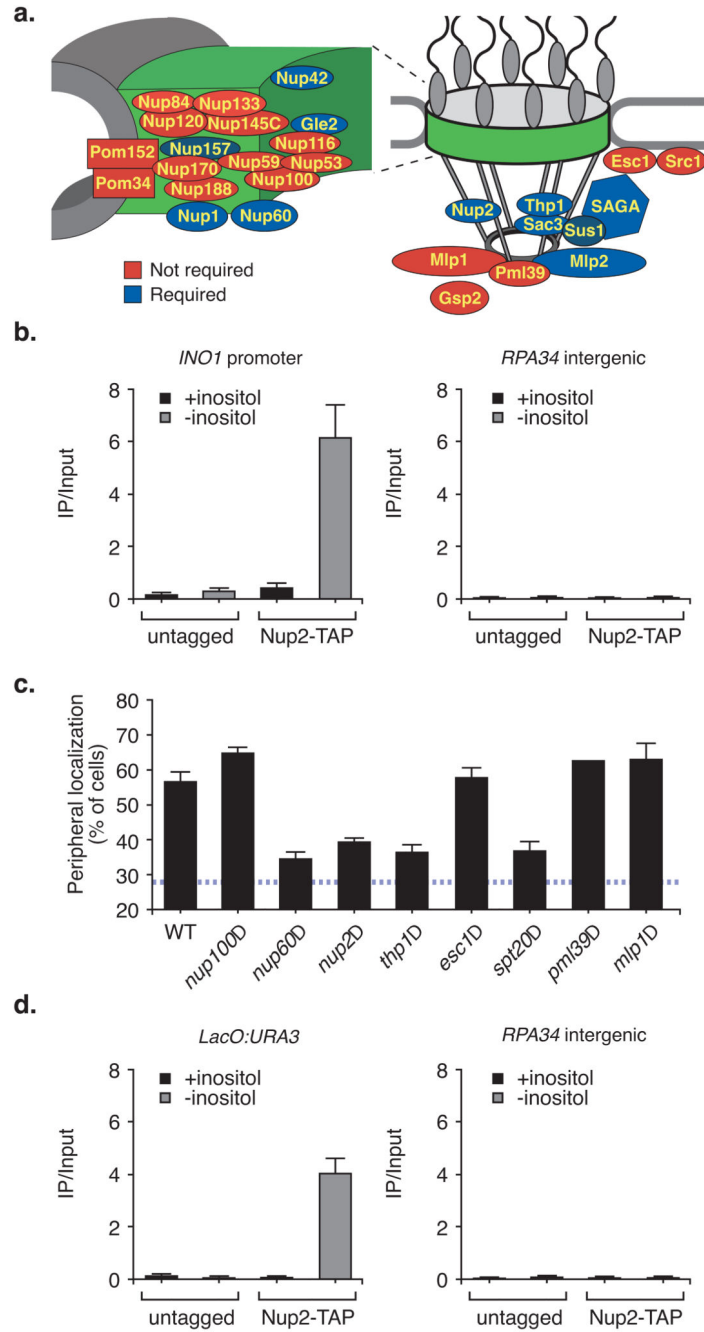 a.
Nup42
Nup84
Nup133
Nup120
Nup145C
Gle2
Pom152
Nup157
Nup116
Nup170
Nup59
Nup53
Pom34
Nup188
Nup100
Nup1
Nup60
Not required
Required
Esc1
Src1
Nup2
Thp1
SAGA
Sac3
Sus1
Mlp1
Pml39
Mlp2
Gsp2
b.
INO1 promoter
RPA34 intergenic
8
+inositol
-inositol
6
IP/Input
4
2
0
untagged
Nup2-TAP
8
+inositol
-inositol
6
IP/Input
4
2
0
untagged
Nup2-TAP
c.
Peripheral localization
(% of cells)
80
70
60
50
40
30
20
WT
nup100D
nup60D
nup2D
thp1D
esc1D
spt20D
pml39D
mlp1D
d.
LacO:URA3
RPA34 intergenic
8
+inositol
-inositol
6
IP/Input
4
2
0
untagged
Nup2-TAP
8
+inositol
-inositol
6
IP/Input
4
2
0
untagged
Nup2-TAP